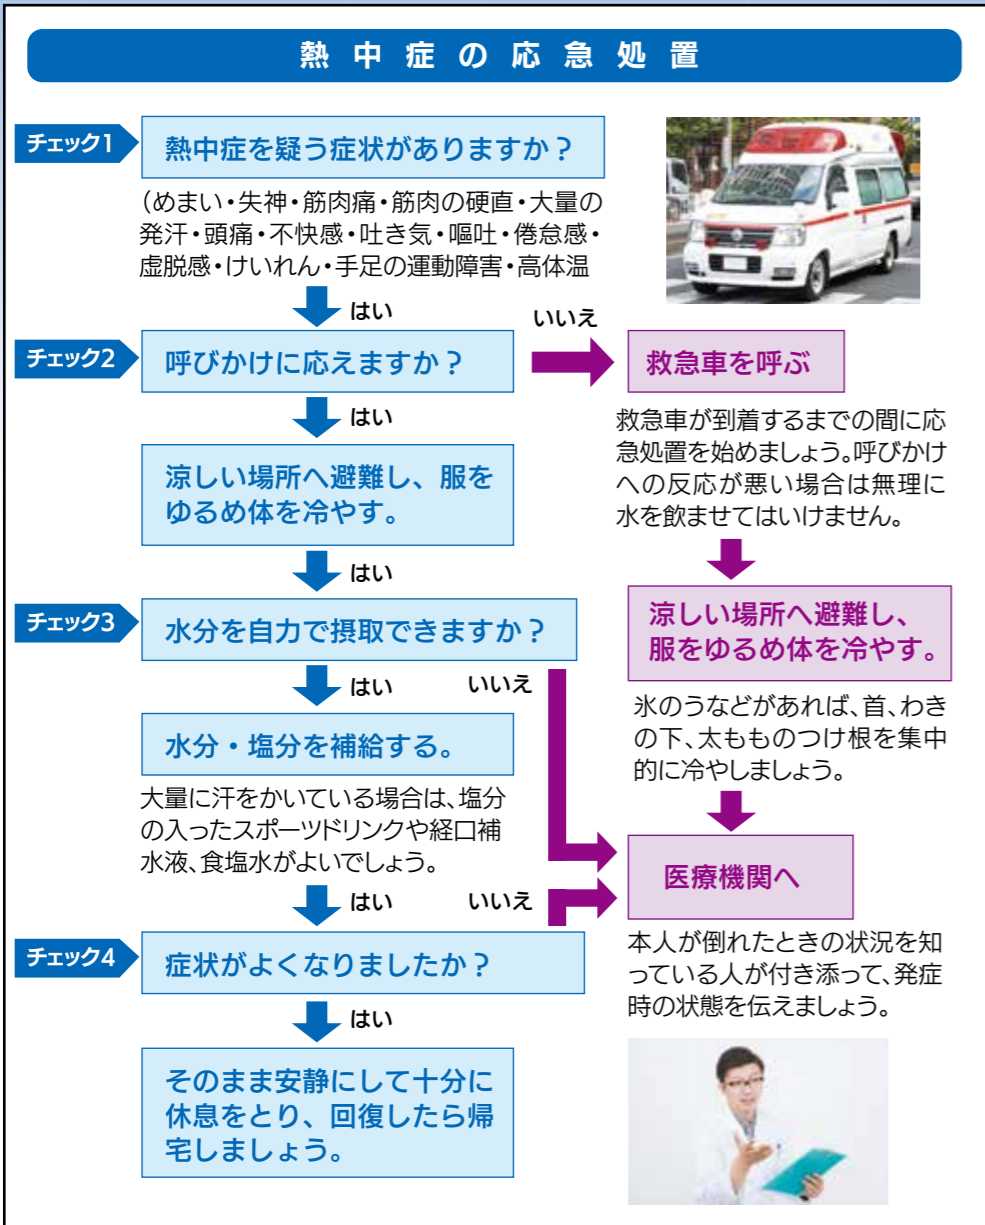 熱中症の応急処置
チェック1
熱中症を疑う症状がありますか？
（めまい・失神・筋肉痛・筋肉の硬直・大量の
発汗・頭痛・不快感・吐き気・嘔吐・倦怠感・
虚脱感・けいれん・手足の運動障害・高体温
はい
チェック2
呼びかけに応えますか？
いいえ
救急車を呼ぶ
救急車が到着するまでの間に応
急処置を始めましょう。呼びかけ
への反応が悪い場合は無理に
水を飲ませてはいけません。
はい
涼しい場所へ避難し、服を
ゆるめ体を冷やす。
はい
涼しい場所へ避難し、
服をゆるめ体を冷やす。
氷のうなどがあれば、首、わき
の下、太もものつけ根を集中
的に冷やしましょう。
チェック3
水分を自力で摂取できますか？
はい
いいえ
水分・塩分を補給する。
大量に汗をかいている場合は、塩分
の入ったスポーツドリンクや経口補
水液、食塩水がよいでしょう。
はい
いいえ
医療機関へ
本人が倒れたときの状況を知
っている人が付き添って、発症
時の状態を伝えましょう。
チェック4
症状がよくなりましたか？
はい
そのまま安静にして十分に
休息をとり、回復したら帰
宅しましょう。